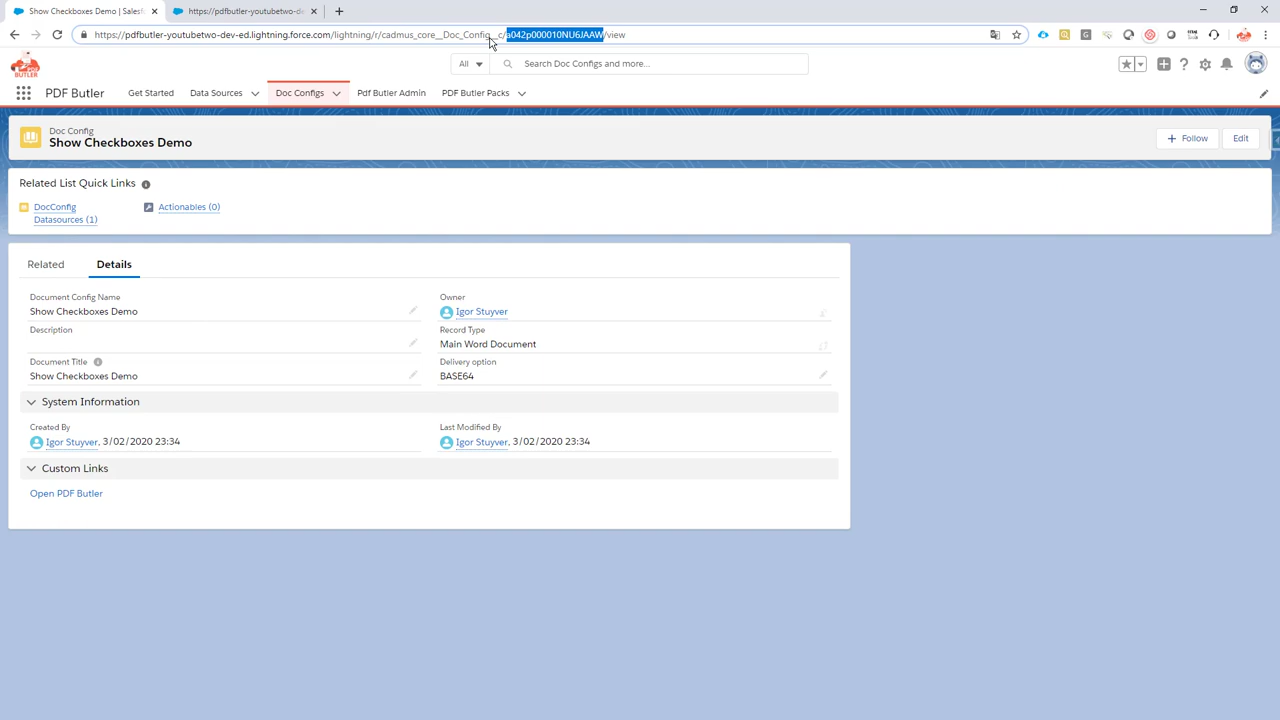 Show Checkboxes Demo | Salesf
https://pdfbutler-youtubetwo-de
https://pdfbutler-youtubetwo-dev-ed.lightning.force.com/lightning/r/cadmus_core__Doc_Config__c/a042p000010NU6JAAW/view
PDF BUTLER
All
Search Doc Configs and more...
PDF Butler
Get Started
Data Sources
Doc Configs
Pdf Butler Admin
PDF Butler Packs
Doc Config
Show Checkboxes Demo
Follow
Edit
Related List Quick Links
DocConfig
Datasources (1)
Actionables (0)
Related
Details
Document Config Name
Show Checkboxes Demo
Owner
Igor Stuyver
Description
Record Type
Main Word Document
Document Title
Show Checkboxes Demo
Delivery option
BASE64
System Information
Created By
Igor Stuyver, 3/02/2020 23:34
Last Modified By
Igor Stuyver, 3/02/2020 23:34
Custom Links
Open PDF Butler